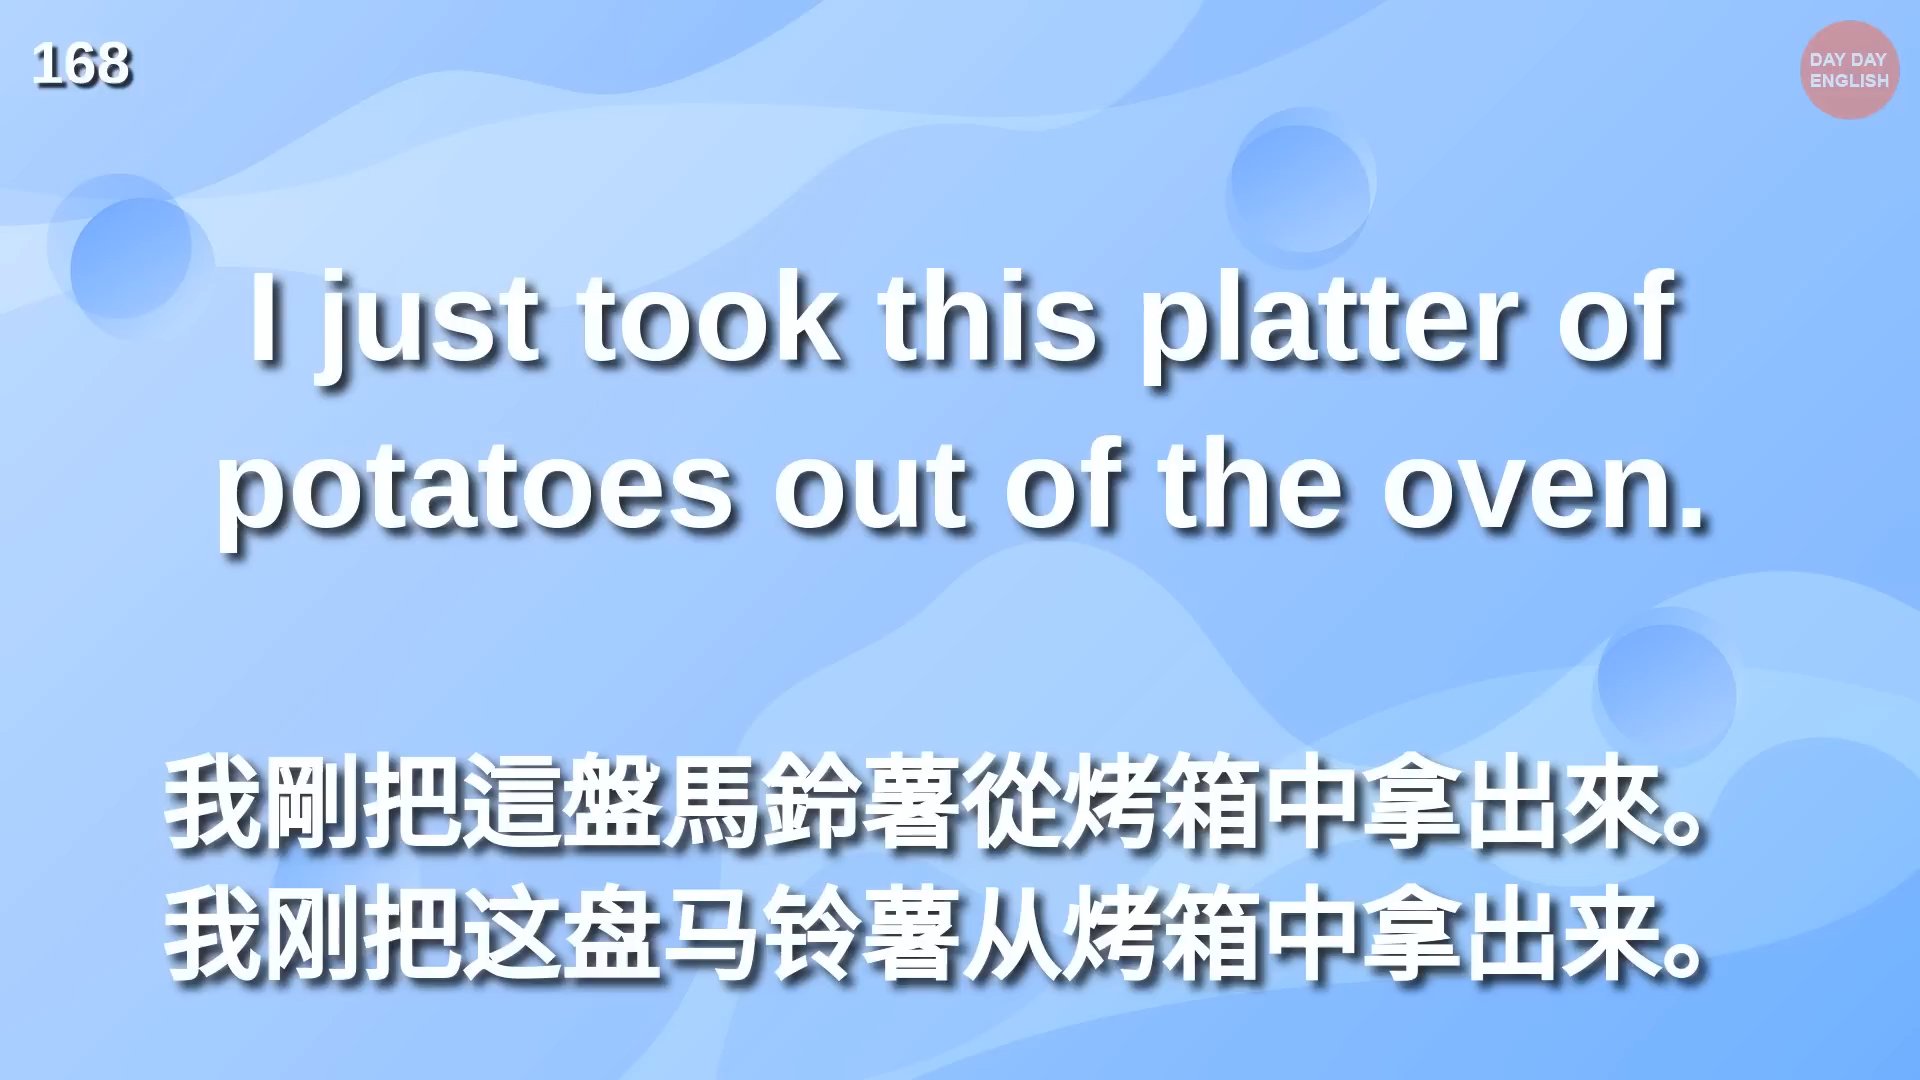 168
DAY DAY
ENGLISH
I just took this platter of
potatoes out of the oven.
我剛把這盤馬鈴薯從烤箱中拿出來。
我刚把这盘马铃薯从烤箱中拿出来。